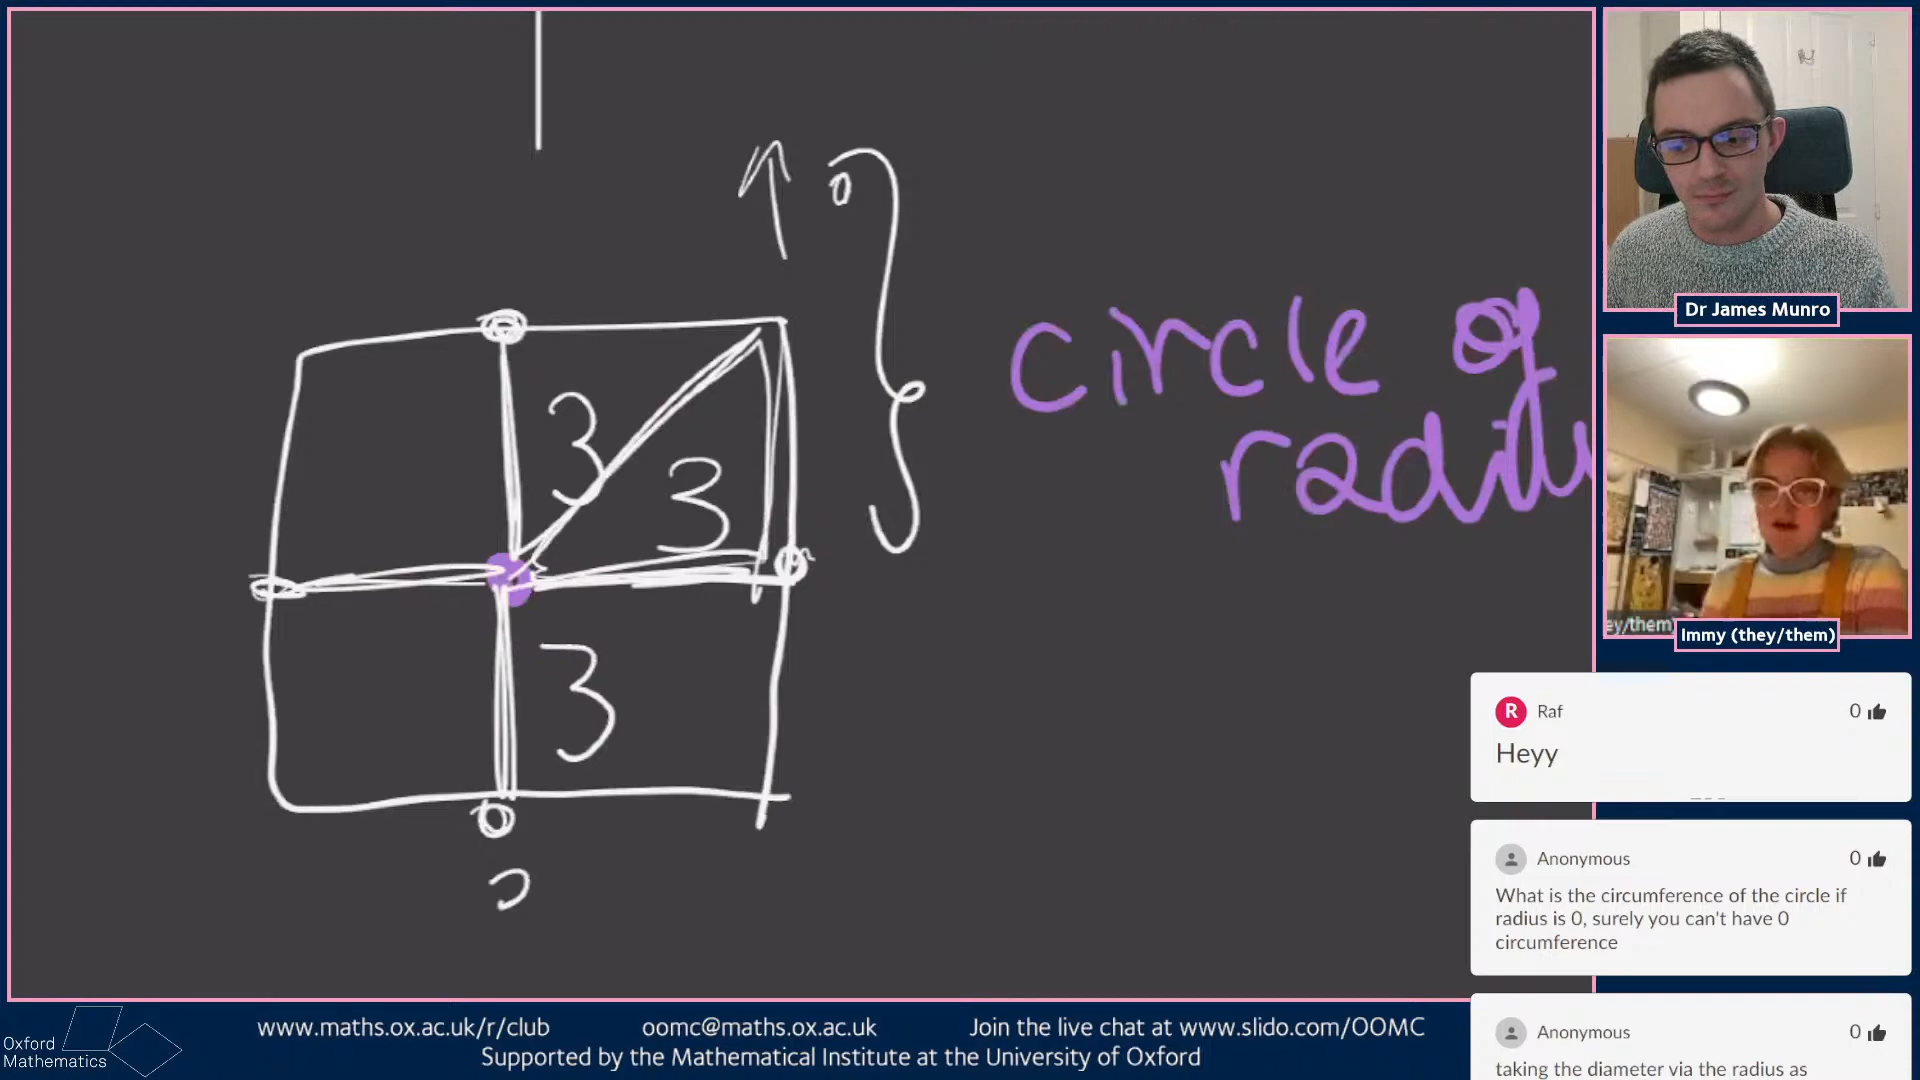 circle of
radiu
3
3
3
Dr James Munro
ey/them)
Immy (they/them)
R Raf 0
Heyy
Anonymous 0
What is the circumference of the circle if
radius is 0, surely you can't have 0
circumference
Anonymous 0
taking the diameter via the radius as
Oxford
Mathematics
www.maths.ox.ac.uk/r/club oomc@maths.ox.ac.uk Join the live chat at www.slido.com/OOMC
Supported by the Mathematical Institute at the University of Oxford